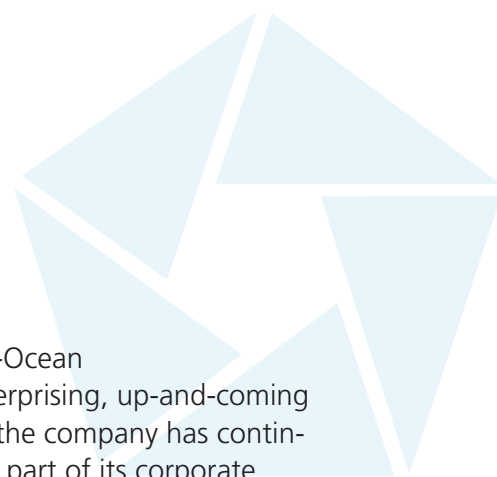 -Ocean
erprising, up-and-coming
the company has contin-
part of its corporate